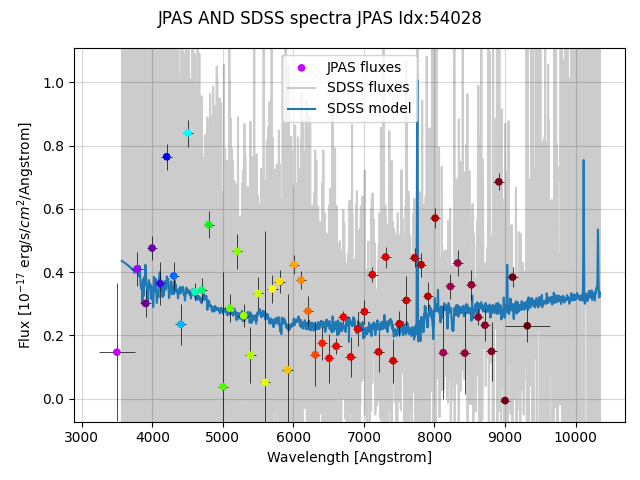 JPAS AND SDSS spectra JPAS Idx:54028
JPAS fluxes
SDSS fluxes
SDSS model
Flux [10⁻¹⁷ erg/s/cm²/Angstrom]
1.0
0.8
0.6
0.4
0.2
0.0
3000 4000 5000 6000 7000 8000 9000 10000
Wavelength [Angstrom]